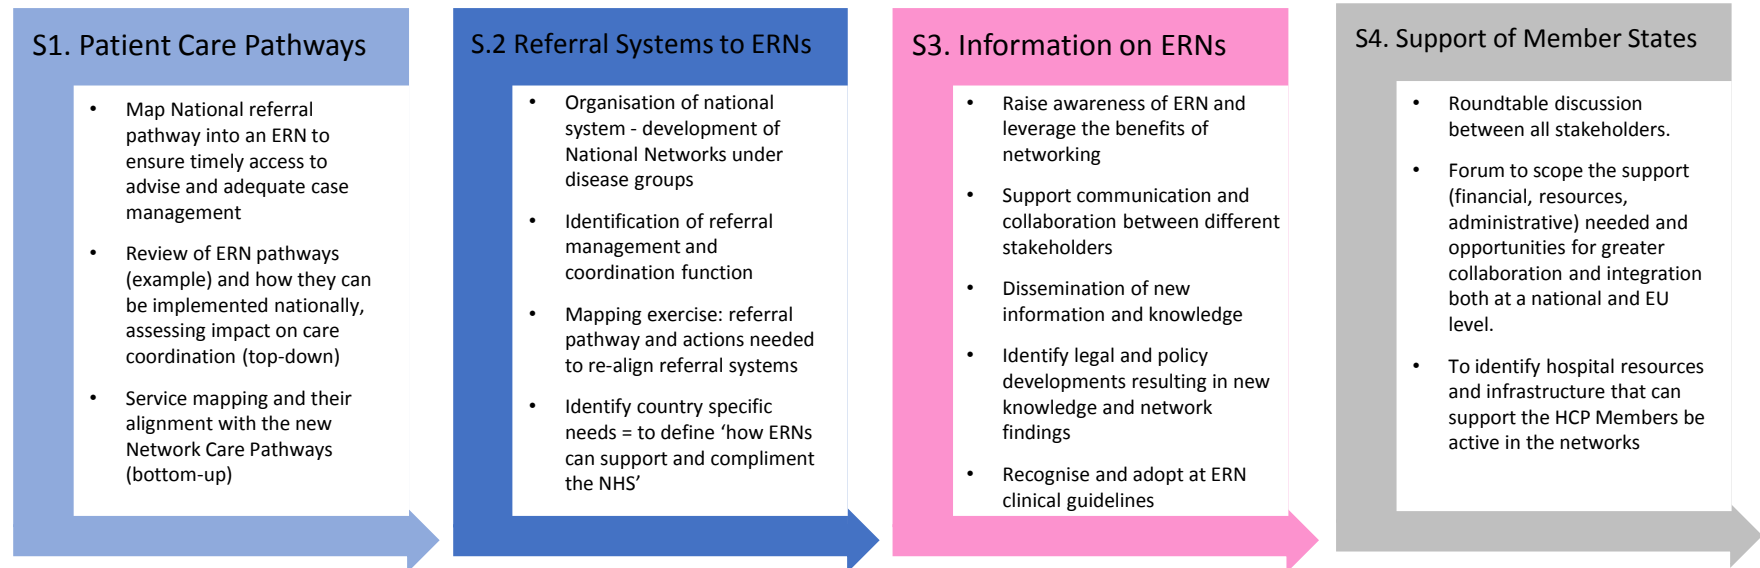 S1. Patient Care Pathways
• Map National referral
pathway into an ERN to
ensure timely access to
advise and adequate case
management
• Review of ERN pathways
(example) and how they can
be implemented nationally,
assessing impact on care
coordination (top-down)
• Service mapping and their
alignment with the new
Network Care Pathways
(bottom-up)
S.2 Referral Systems to ERNs
• Organisation of national
system - development of
National Networks under
disease groups
• Identification of referral
management and
coordination function
• Mapping exercise: referral
pathway and actions needed
to re-align referral systems
• Identify country specific
needs = to define ‘how ERNs
can support and compliment
the NHS’
S3. Information on ERNs
• Raise awareness of ERN and
leverage the benefits of
networking
• Support communication and
collaboration between different
stakeholders
• Dissemination of new
information and knowledge
• Identify legal and policy
developments resulting in new
knowledge and network
findings
• Recognise and adopt at ERN
clinical guidelines
S4. Support of Member States
• Roundtable discussion
between all stakeholders.
• Forum to scope the support
(financial, resources,
administrative) needed and
opportunities for greater
collaboration and integration
both at a national and EU
level.
• To identify hospital resources
and infrastructure that can
support the HCP Members be
active in the networks